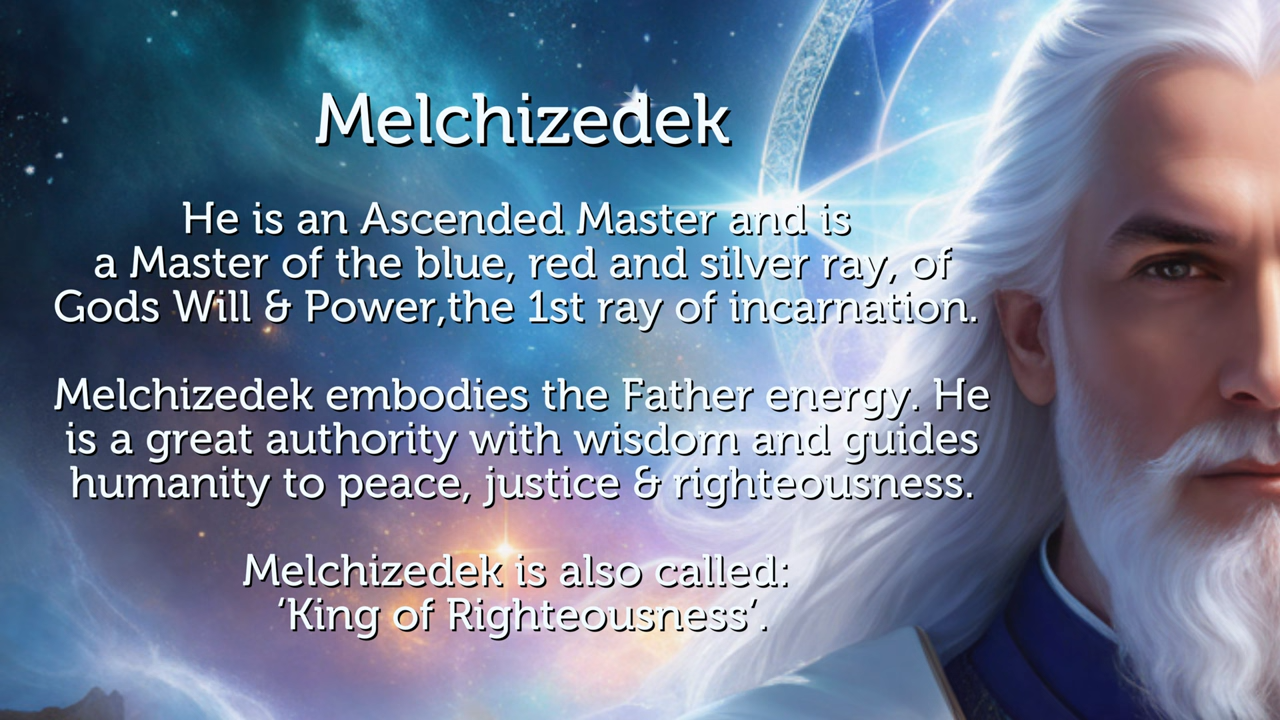 Melchizedek
He is an Ascended Master and is
a Master of the blue, red and silver ray, of
Gods Will & Power,the 1st ray of incarnation.
Melchizedek embodies the Father energy. He
is a great authority with wisdom and guides
humanity to peace, justice & righteousness.
Melchizedek is also called:
‘King of Righteousness’.